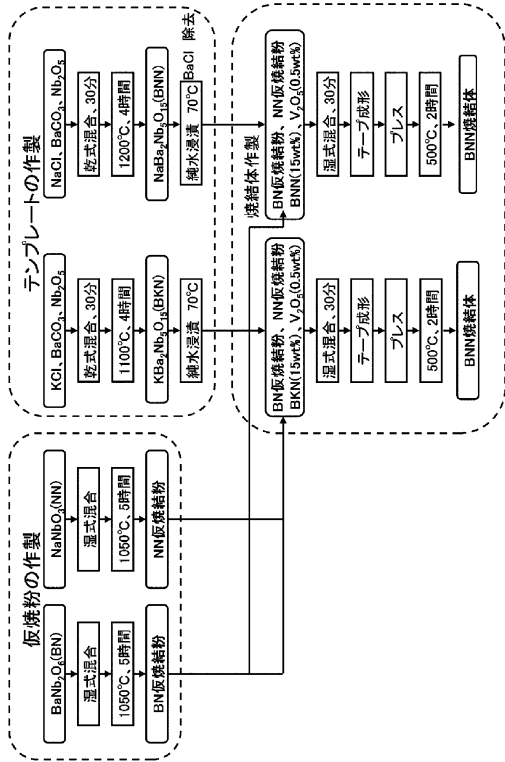 仮焼粉の作製
BaNb₂O₆(BN)
湿式混合
1050℃、5時間
BN仮焼結粉
NaNbO₃(NN)
湿式混合
1050℃、5時間
NN仮焼結粉
テンプレートの作製
KCl、BaCO₃、Nb₂O₅
乾式混合、30分
1100℃、4時間
KBa₂Nb₅O₁₅(BKN)
純水浸漬 70℃
NaCl、BaCO₃、Nb₂O₅
乾式混合、30分
1200℃、4時間
NaBa₂Nb₅O₁₅(BNN)
純水浸漬 70℃
BaCl 除去
焼結体作製
BN仮焼結粉、NN仮焼結粉
BKN(15wt%)、V₂O₅(0.5wt%)
湿式混合、30分
テープ成形
プレス
500℃、2時間
BNN焼結体
BN仮焼結粉、NN仮焼結粉
BNN(15wt%)、V₂O₅(0.5wt%)
湿式混合、30分
テープ成形
プレス
500℃、2時間
BNN焼結体